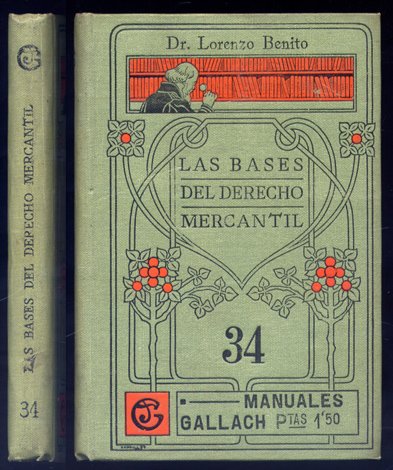 LAS BASES DEL DERECHO MERCANTIL
34
Dr. Lorenzo Benito
LAS BASES
DEL DERECHO
MERCANTIL
34
MANUALES
GALLACH PTAS 1'50